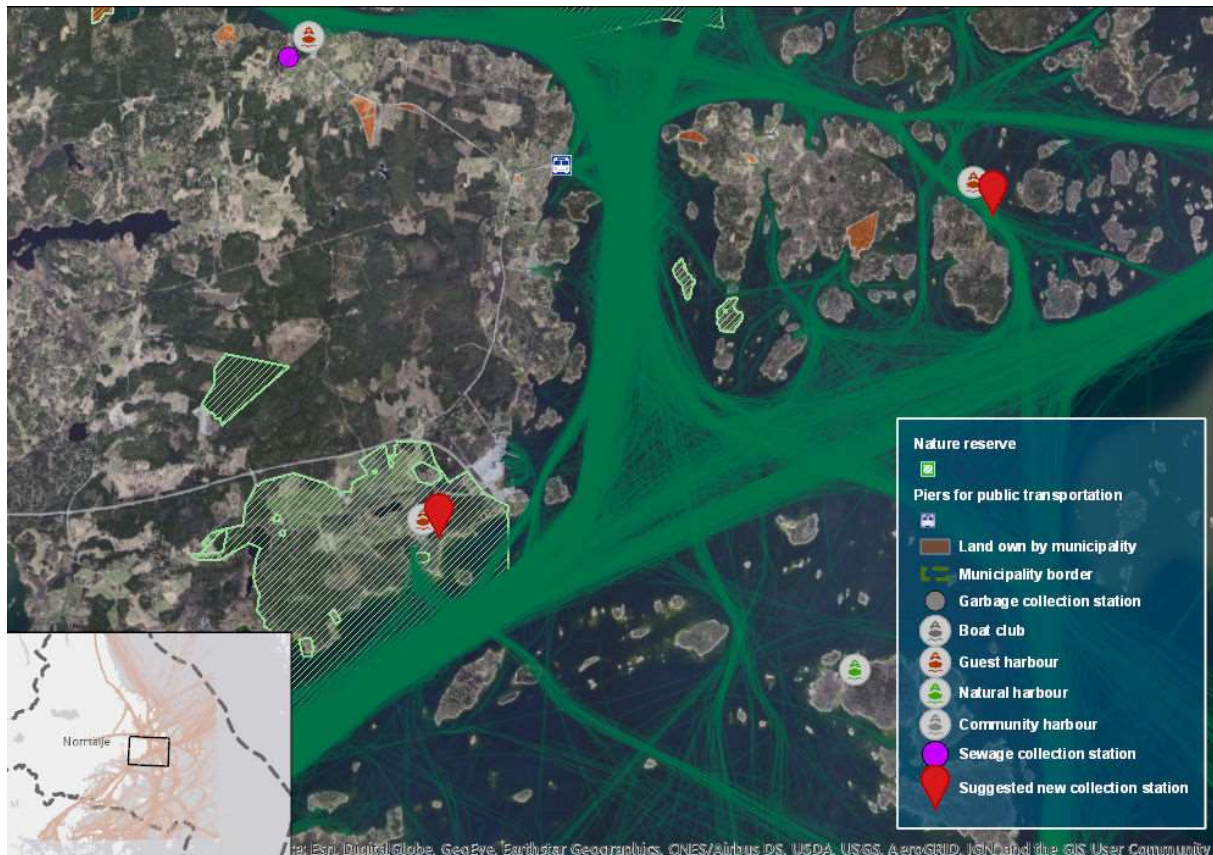 Nature reserve
Piers for public transportation
Land own by municipality
Municipality border
Garbage collection station
Boat club
Guest harbour
Natural harbour
Community harbour
Sewage collection station
Suggested new collection station
Esri, DigitalGlobe, GeoEye, Earthstar Geographics, CNES/Airbus DS, USDA, USGS, AeroGRID, IGN, and the GIS User Community